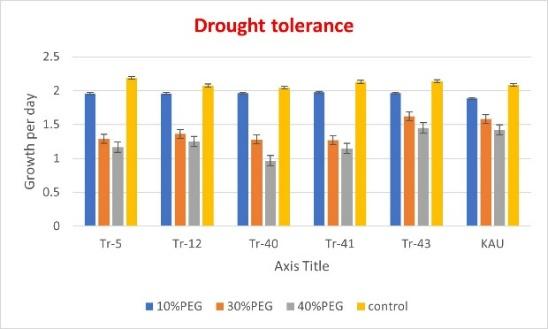 Drought tolerance
2.5
2
1.5
1
0.5
0
Growth per day
Tr-5 Tr-12 Tr-40 Tr-41 Tr-43 KAU
Axis Title
10%PEG 30%PEG 40%PEG control